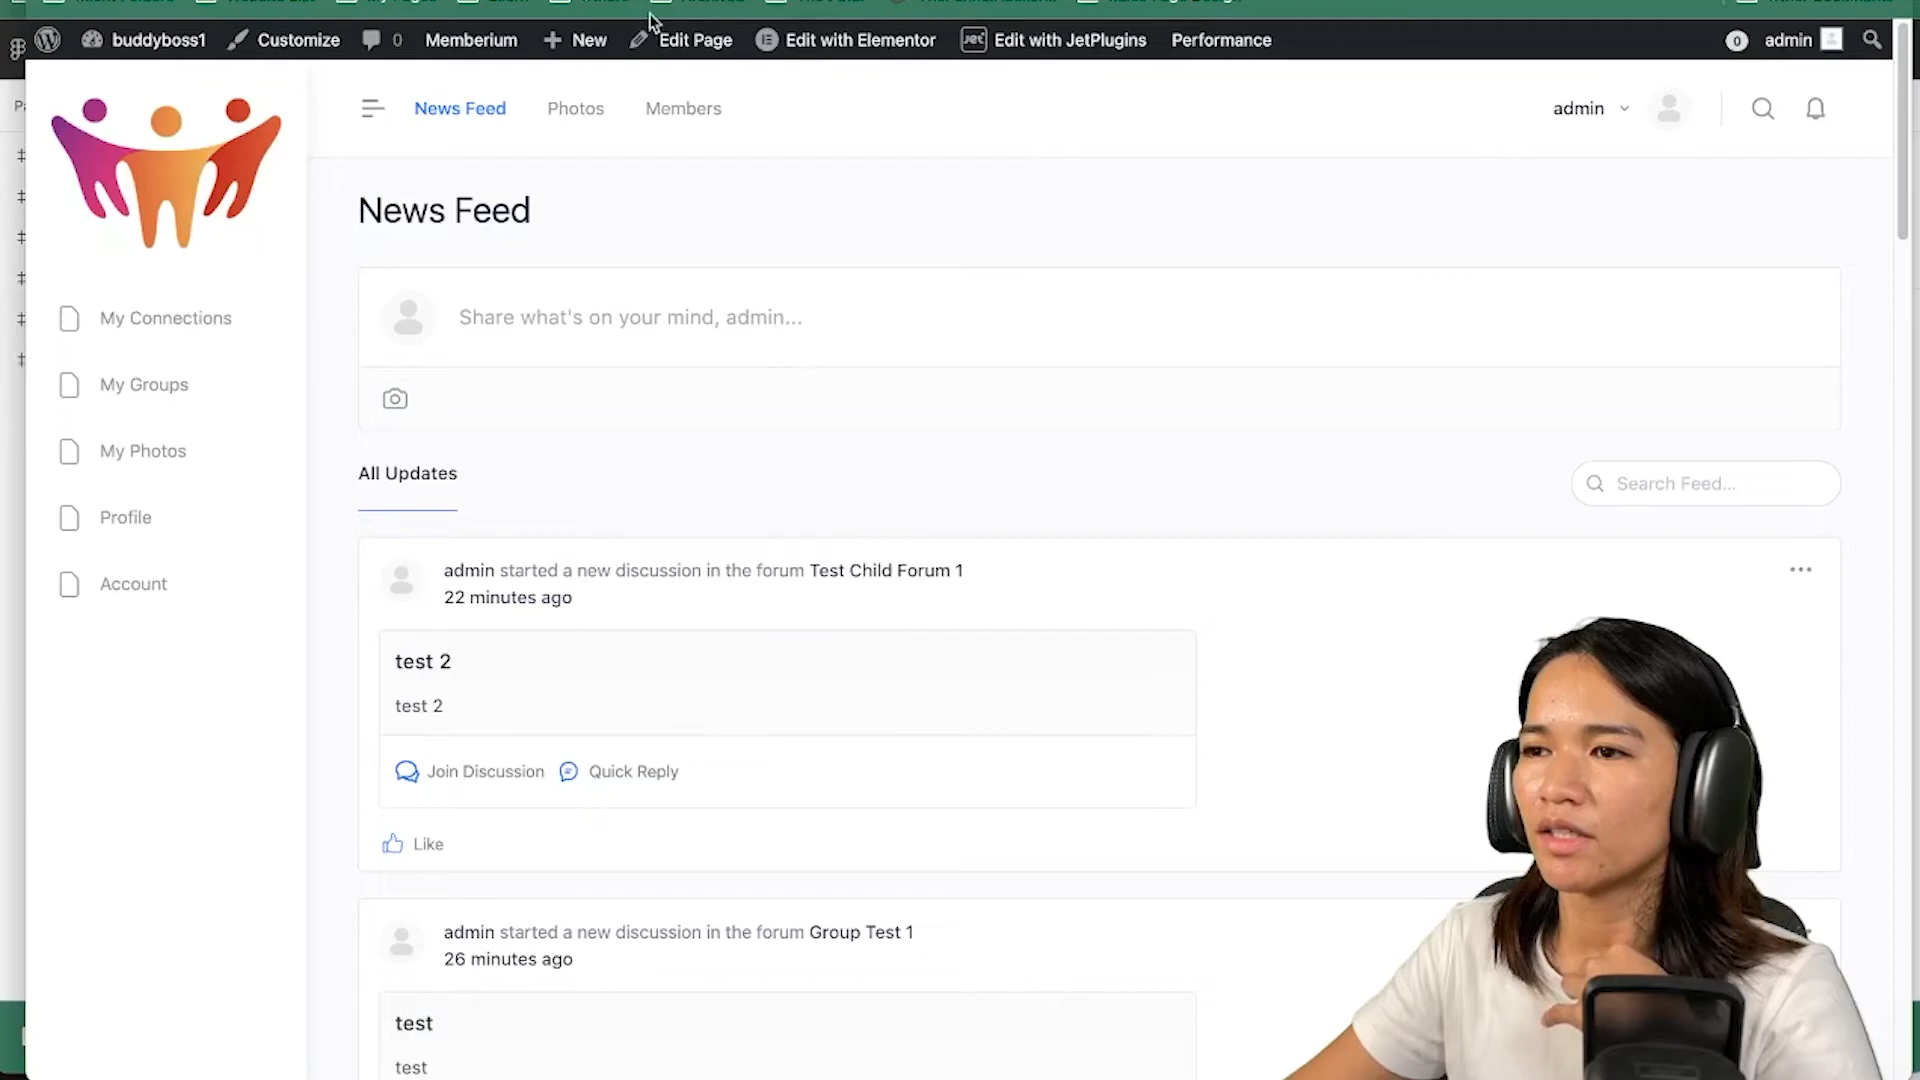 buddyboss1 Customize 0 Memberium New Edit Page Edit with Elementor Jet Edit with JetPlugins Performance 0 admin
News Feed Photos Members admin
News Feed
Share what's on your mind, admin...
My Connections
My Groups
My Photos
Profile
Account
All Updates Search Feed...
admin started a new discussion in the forum Test Child Forum 1
22 minutes ago
test 2
test 2
Join Discussion Quick Reply
Like
admin started a new discussion in the forum Group Test 1
26 minutes ago
test
test